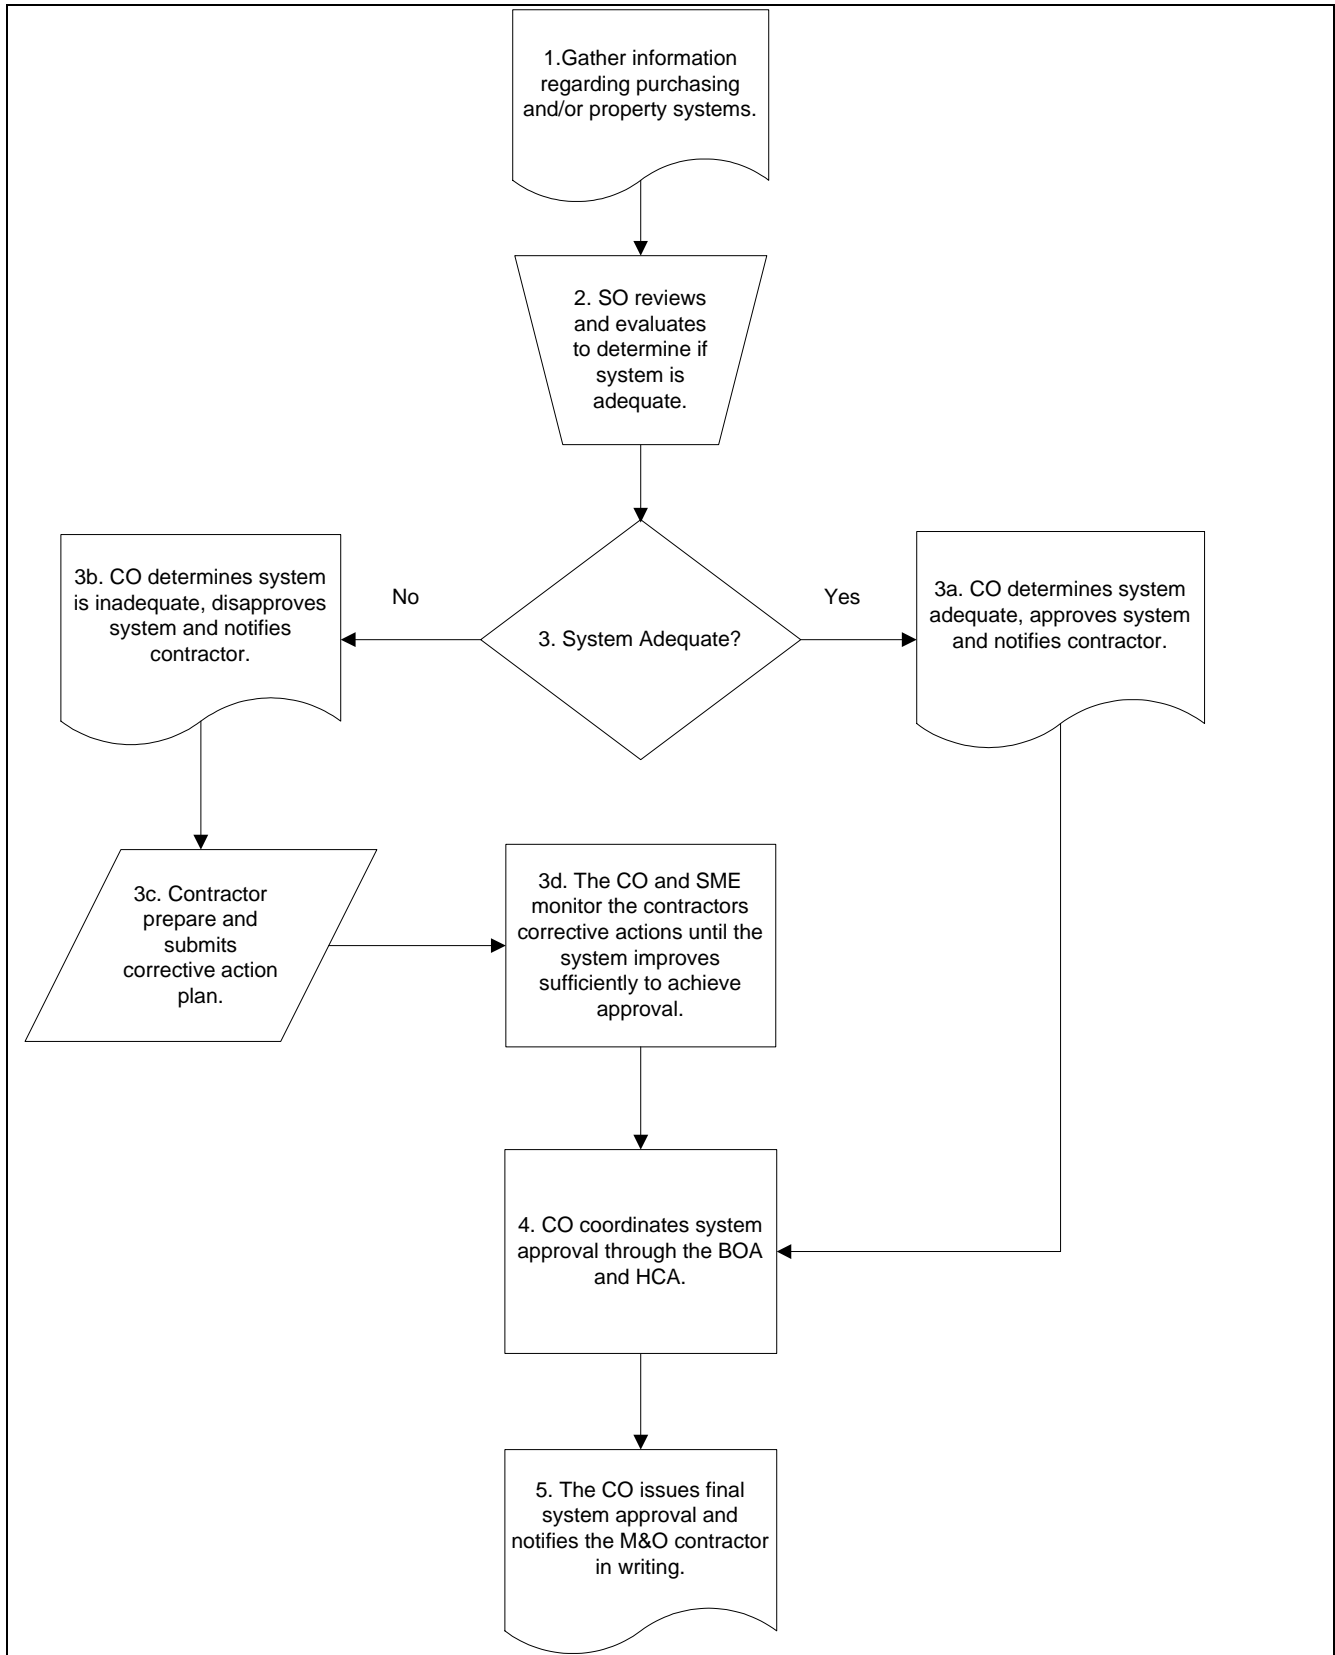 1.Gather information
regarding purchasing
and/or property systems.
2. SO reviews
and evaluates
to determine if
system is
adequate.
3. System Adequate?
No
Yes
3b. CO determines system
is inadequate, disapproves
system and notifies
contractor.
3a. CO determines system
adequate, approves system
and notifies contractor.
3c. Contractor
prepare and
submits
corrective action
plan.
3d. The CO and SME
monitor the contractors
corrective actions until the
system improves
sufficiently to achieve
approval.
4. CO coordinates system
approval through the BOA
and HCA.
5. The CO issues final
system approval and
notifies the M&O contractor
in writing.